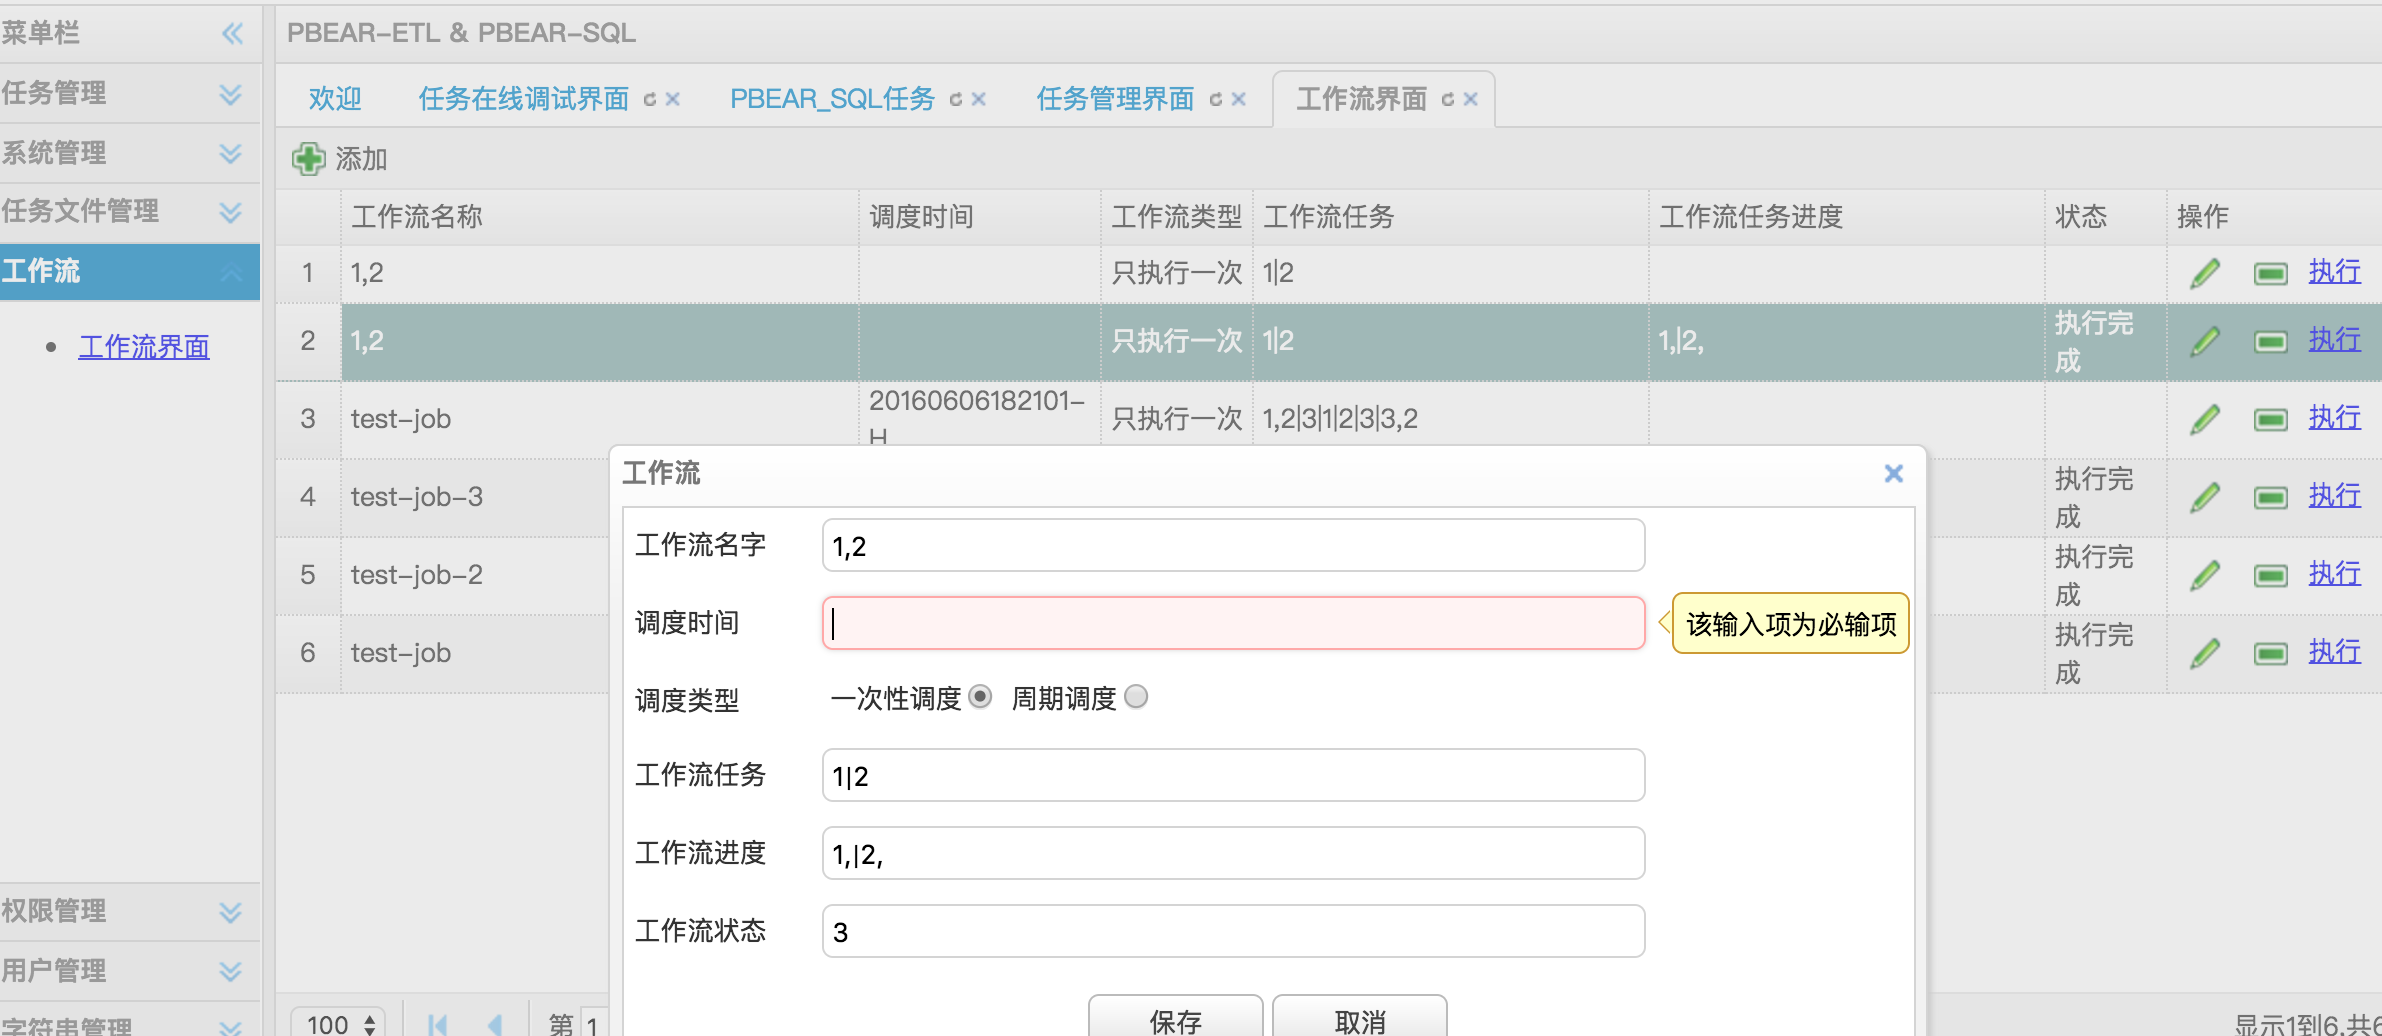 菜单栏
PBEAR-ETL & PBEAR-SQL
任务管理
欢迎 任务在线调试界面 PBEAR_SQL任务 任务管理界面 工作流界面
系统管理
添加
任务文件管理
工作流名称 调度时间 工作流类型 工作流任务 工作流任务进度 状态 操作
工作流
工作流界面
1 1,2 只执行一次 1|2 执行
2 1,2 只执行一次 1|2 1,|2, 执行完
成 执行
3 test-job 20160606182101-
H 只执行一次 1,2|3|1|2|3|3,2 执行
4 test-job-3 执行完
成 执行
5 test-job-2 执行完
成 执行
6 test-job 执行完
成 执行
工作流
工作流名字 1,2
调度时间 该输入项为必输项
调度类型 一次性调度 周期调度
工作流任务 1|2
工作流进度 1,|2,
工作流状态 3
保存 取消
权限管理
用户管理
字符串管理
100 第 1
显示1到6,共6